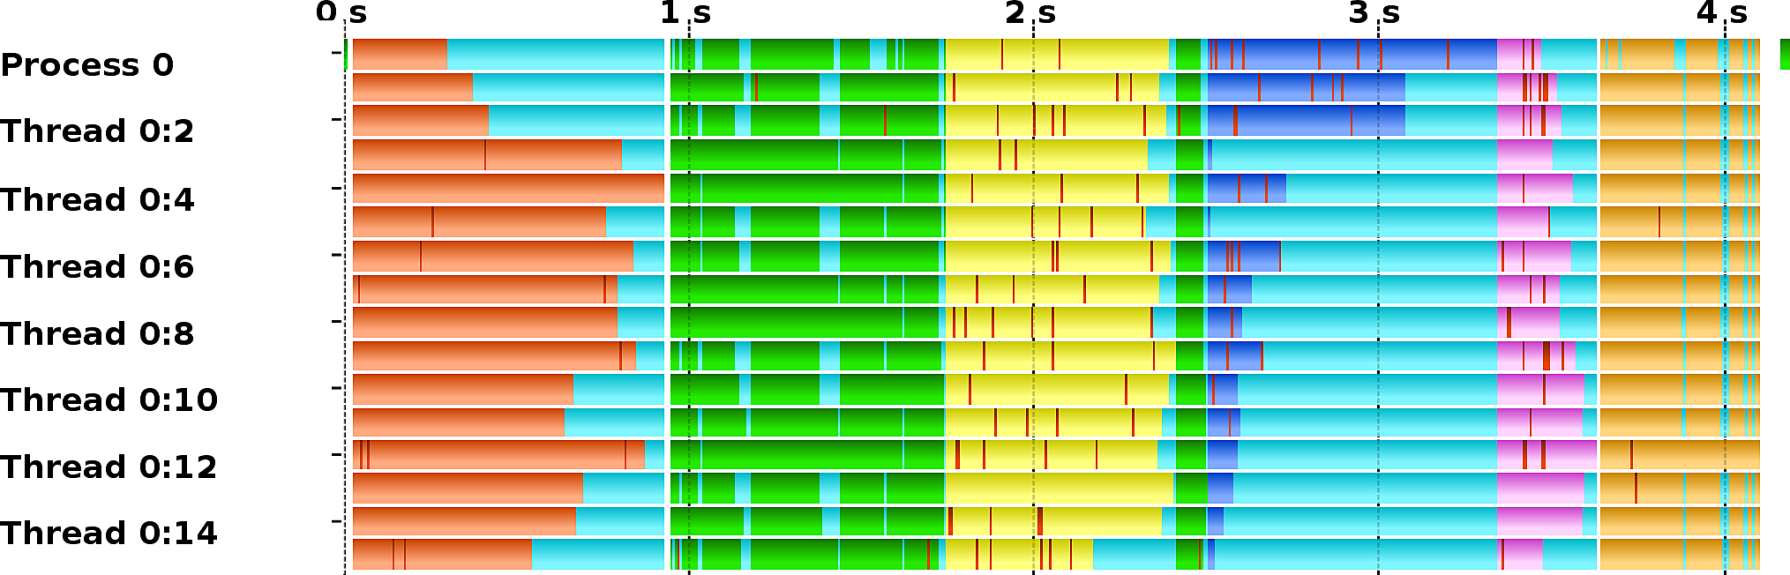 0 s 1 s 2 s 3 s 4 s
Process 0
Thread 0:2
Thread 0:4
Thread 0:6
Thread 0:8
Thread 0:10
Thread 0:12
Thread 0:14